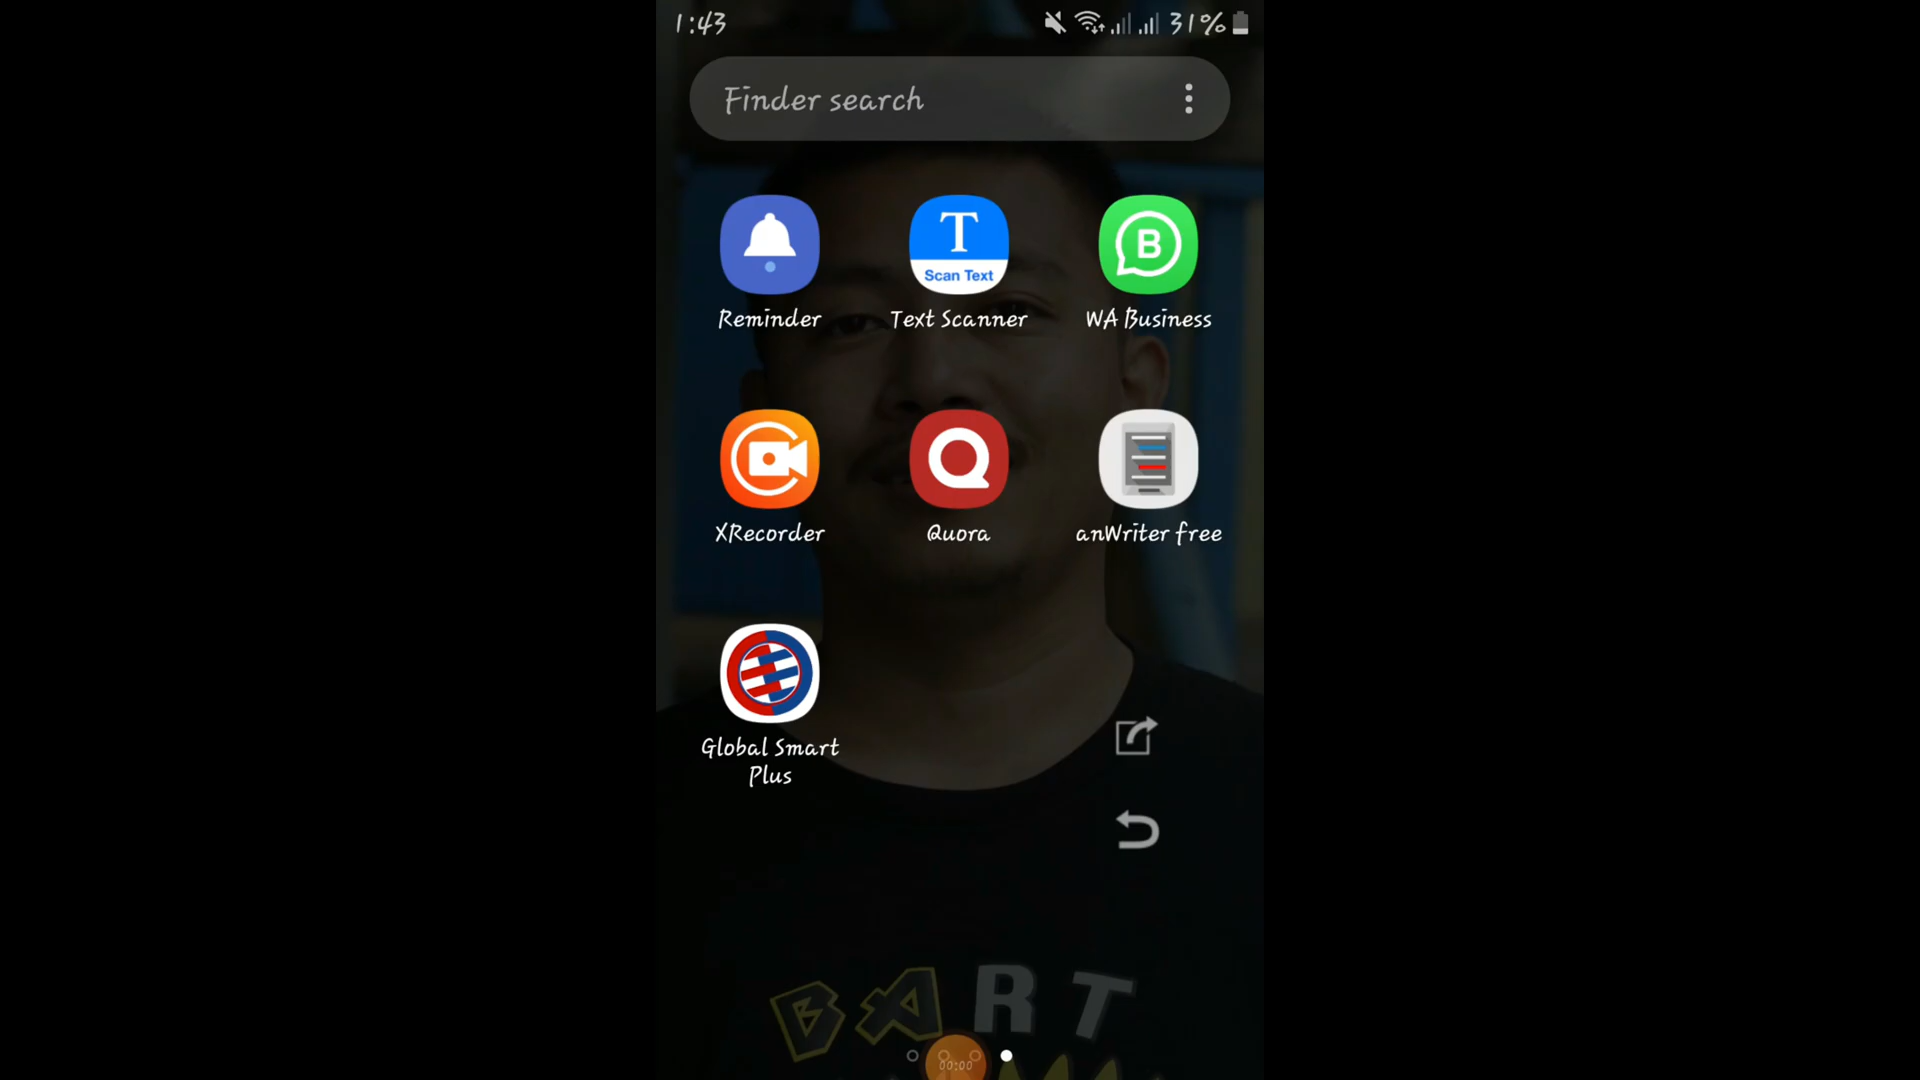 1:43
31%
Finder search
T
Scan Text
B
Reminder
Text Scanner
WA Business
Q
XRecorder
Quora
anWriter free
Global Smart
Plus
BART
00:00